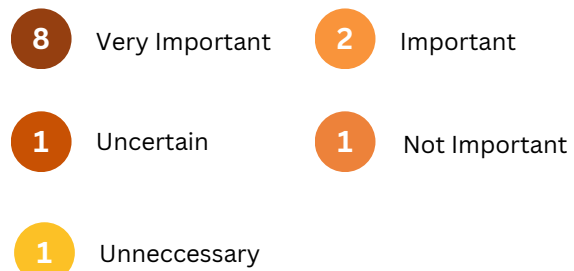 8 Very Important 2 Important
1 Uncertain 1 Not Important
1 Unneccessary